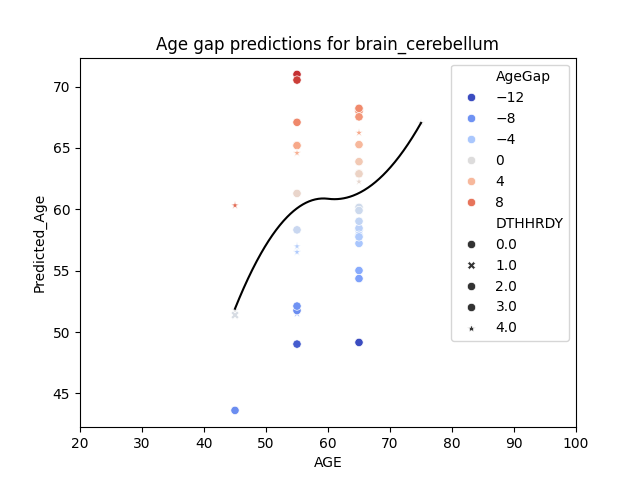 Age gap predictions for brain_cerebellum
Predicted_Age
70
65
60
55
50
45
20 30 40 50 60 70 80 90 100
AGE
AgeGap
−12
−8
−4
0
4
8
DTHHRDY
0.0
1.0
2.0
3.0
4.0